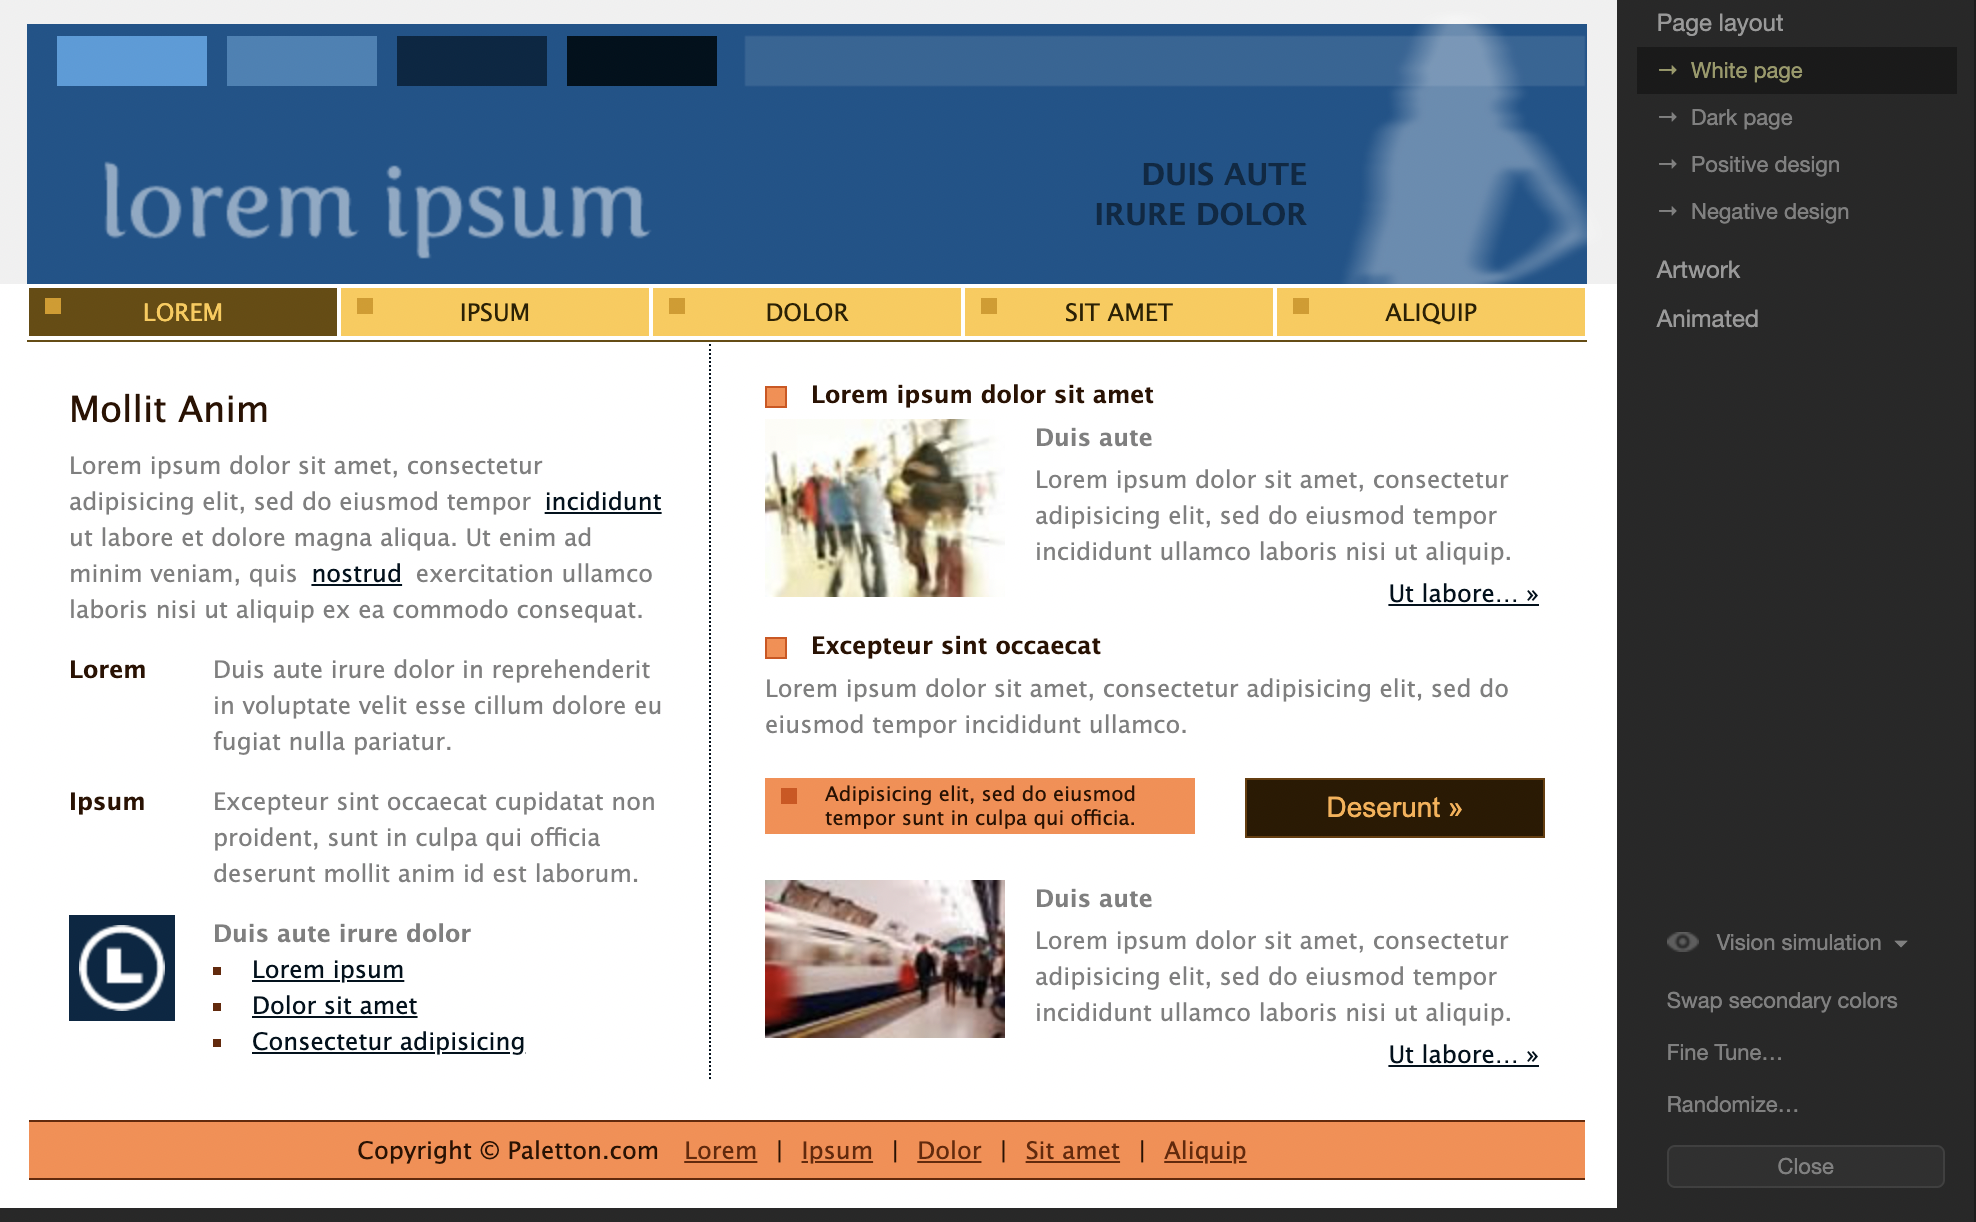 lorem ipsum
DUIS AUTE
IRURE DOLOR
LOREM
IPSUM
DOLOR
SIT AMET
ALIQUIP
Mollit Anim
Lorem ipsum dolor sit amet, consectetur
adipisicing elit, sed do eiusmod tempor incididunt
ut labore et dolore magna aliqua. Ut enim ad
minim veniam, quis nostrud exercitation ullamco
laboris nisi ut aliquip ex ea commodo consequat.
Lorem
Duis aute irure dolor in reprehenderit
in voluptate velit esse cillum dolore eu
fugiat nulla pariatur.
Ipsum
Excepteur sint occaecat cupidatat non
proident, sunt in culpa qui officia
deserunt mollit anim id est laborum.
L
Duis aute irure dolor
Lorem ipsum
Dolor sit amet
Consectetur adipisicing
Lorem ipsum dolor sit amet
Duis aute
Lorem ipsum dolor sit amet, consectetur
adipisicing elit, sed do eiusmod tempor
incididunt ullamco laboris nisi ut aliquip.
Ut labore… »
Excepteur sint occaecat
Lorem ipsum dolor sit amet, consectetur adipisicing elit, sed do
eiusmod tempor incididunt ullamco.
Adipisicing elit, sed do eiusmod
tempor sunt in culpa qui officia.
Deserunt »
Duis aute
Lorem ipsum dolor sit amet, consectetur
adipisicing elit, sed do eiusmod tempor
incididunt ullamco laboris nisi ut aliquip.
Ut labore… »
Copyright © Paletton.com Lorem | Ipsum | Dolor | Sit amet | Aliquip
Page layout
→ White page
→ Dark page
→ Positive design
→ Negative design
Artwork
Animated
Vision simulation
Swap secondary colors
Fine Tune…
Randomize…
Close